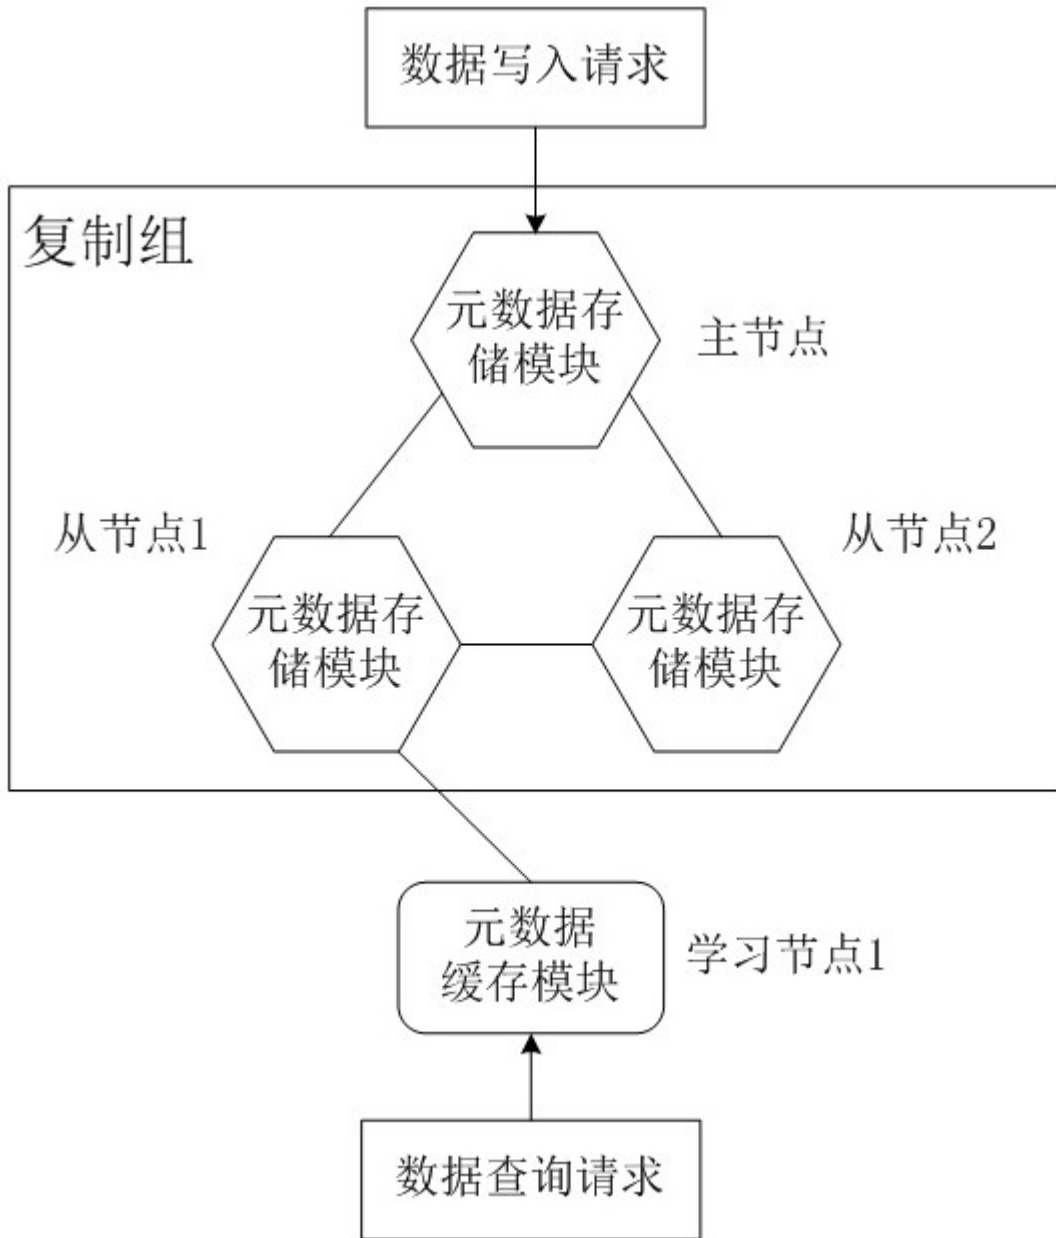 数据写入请求
复制组
元数据存
储模块
主节点
从节点1
从节点2
元数据存
储模块
元数据存
储模块
元数据
缓存模块
学习节点1
数据查询请求